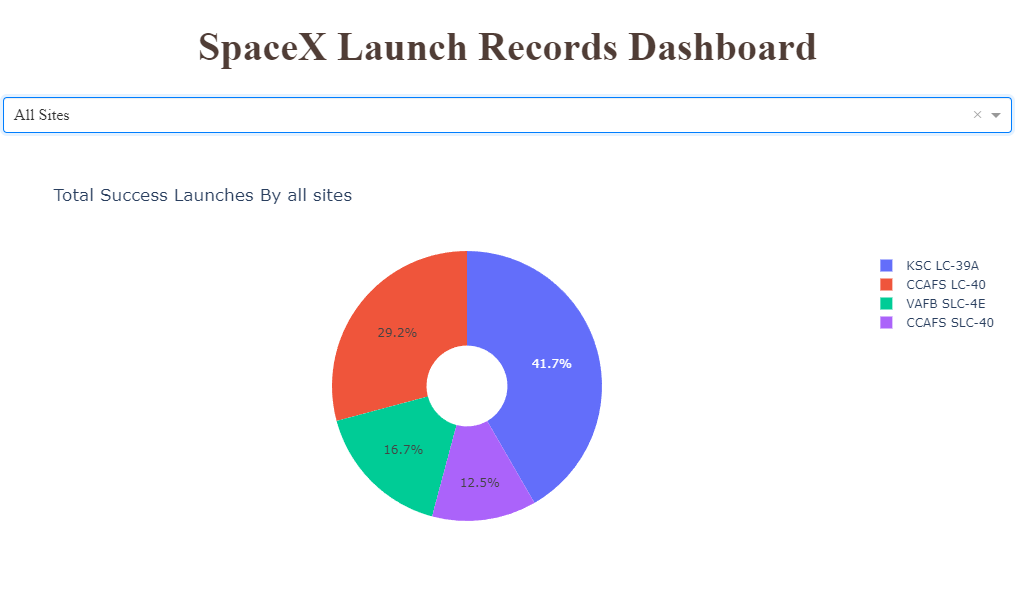 SpaceX Launch Records Dashboard
All Sites ×
Total Success Launches By all sites
KSC LC-39A
CCAFS LC-40
VAFB SLC-4E
CCAFS SLC-40
29.2%
41.7%
16.7%
12.5%